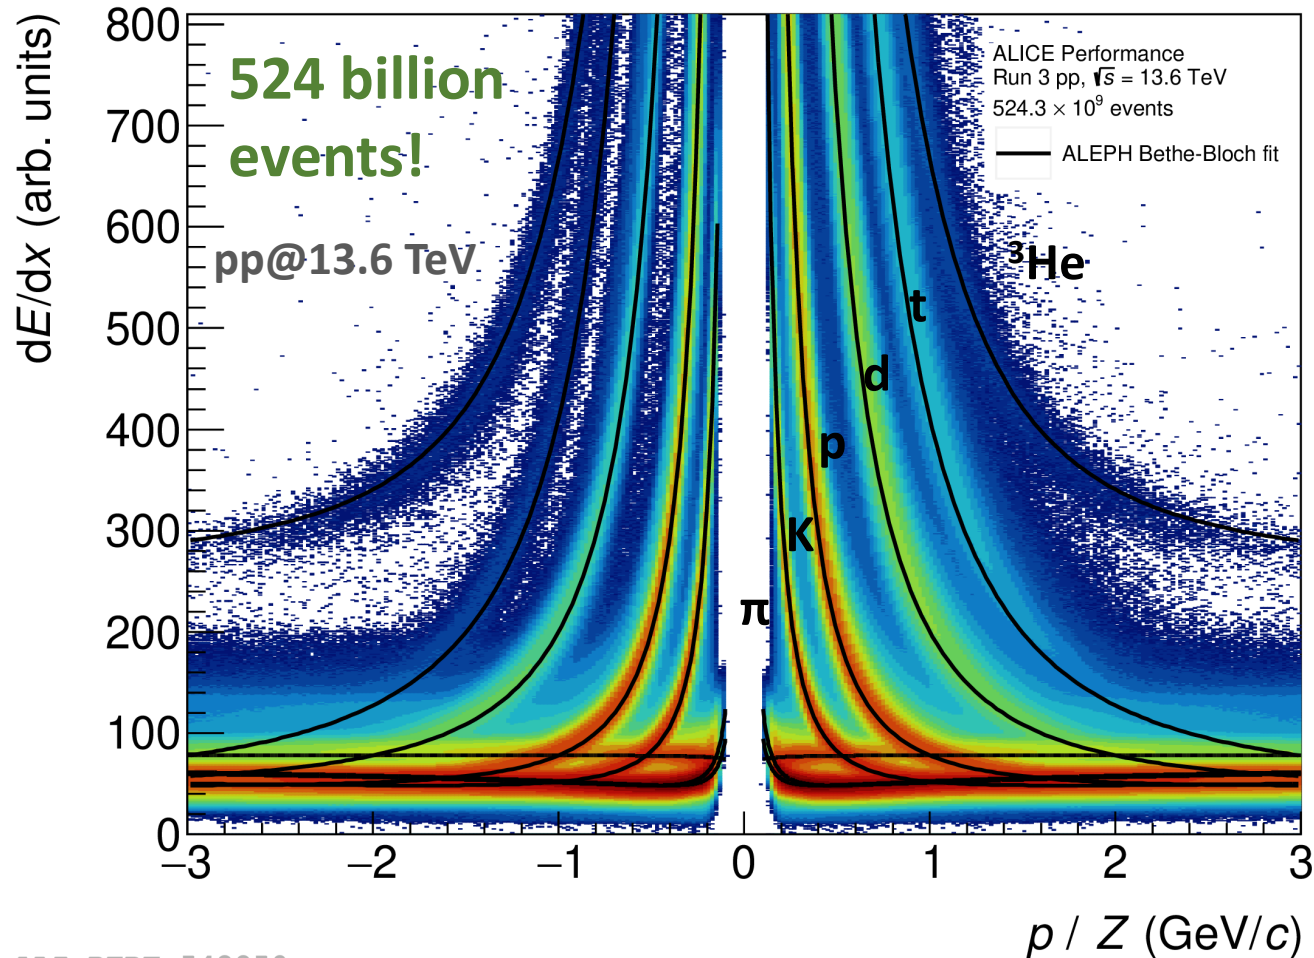 800
700
600
500
400
300
200
100
0
dE/dx (arb. units)
524 billion
events!
pp@13.6 TeV
ALICE Performance
Run 3 pp, √s = 13.6 TeV
524.3 × 10⁹ events
ALEPH Bethe-Bloch fit
³He
t
d
p
K
π
−3 −2 −1 0 1 2 3
p / Z (GeV/c)